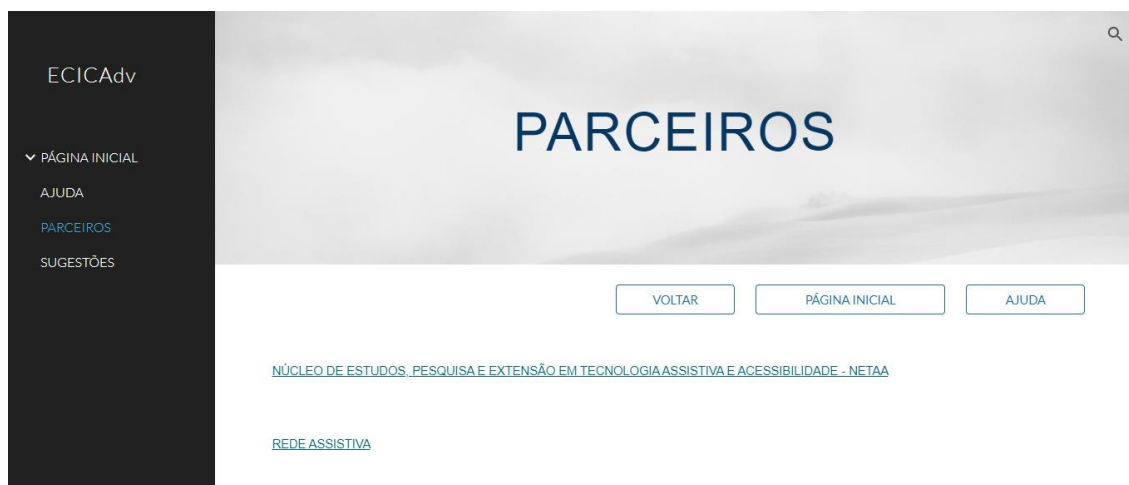 ECICAdv
PÁGINA INICIAL
AJUDA
PARCEIROS
SUGESTÕES
PARCEIROS
VOLTAR
PÁGINA INICIAL
AJUDA
NÚCLEO DE ESTUDOS, PESQUISA E EXTENSÃO EM TECNOLOGIA ASSISTIVA E ACESSIBILIDADE - NETAA
REDE ASSISTIVA